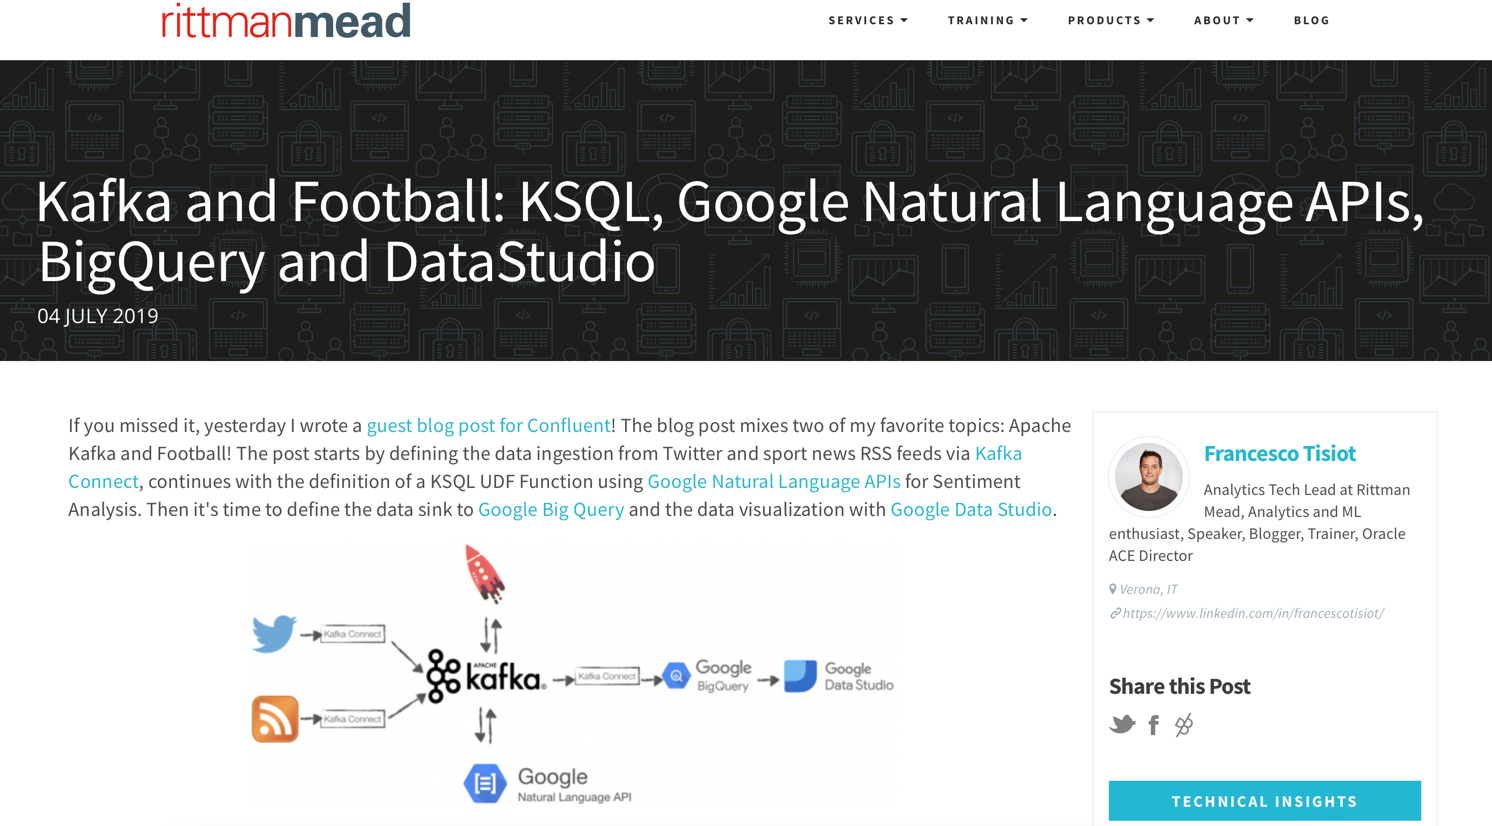 rittmanmead
SERVICES
TRAINING
PRODUCTS
ABOUT
BLOG
Kafka and Football: KSQL, Google Natural Language APIs,
BigQuery and DataStudio
04 JULY 2019
If you missed it, yesterday I wrote a guest blog post for Confluent! The blog post mixes two of my favorite topics: Apache
Kafka and Football! The post starts by defining the data ingestion from Twitter and sport news RSS feeds via Kafka
Connect, continues with the definition of a KSQL UDF Function using Google Natural Language APIs for Sentiment
Analysis. Then it's time to define the data sink to Google Big Query and the data visualization with Google Data Studio.
Kafka Connect
Kafka Connect
APACHE
kafka®
Kafka Connect
Google
BigQuery
Google
Data Studio
Google
Natural Language API
Francesco Tisiot
Analytics Tech Lead at Rittman
Mead, Analytics and ML
enthusiast, Speaker, Blogger, Trainer, Oracle
ACE Director
Verona, IT
https://www.linkedin.com/in/francescotisiot/
Share this Post
TECHNICAL INSIGHTS